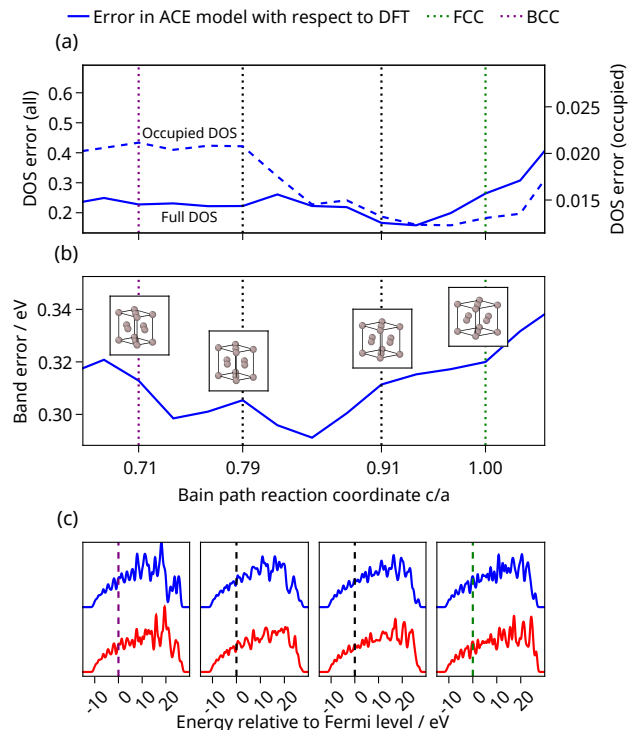 Error in ACE model with respect to DFT FCC BCC
(a)
DOS error (all)
0.6
0.5
0.4
0.3
0.2
Occupied DOS
Full DOS
0.025
0.020
0.015
DOS error (occupied)
(b)
Band error / eV
0.34
0.32
0.30
0.71 0.79 0.91 1.00
Bain path reaction coordinate c/a
(c)
-10 0 10 20 -10 0 10 20 -10 0 10 20 -10 0 10 20
Energy relative to Fermi level / eV